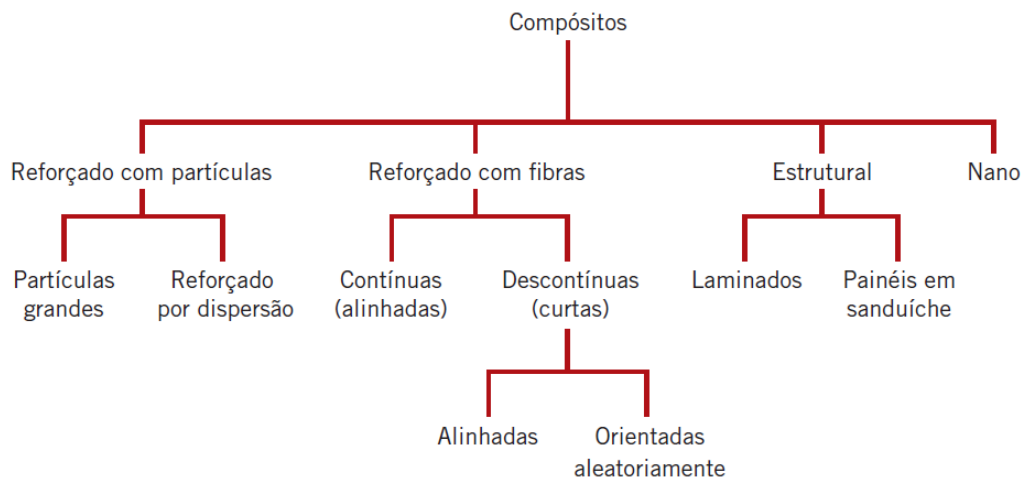 Compósitos
Reforçado com partículas
Reforçado com fibras
Estrutural
Nano
Partículas
grandes
Reforçado
por dispersão
Contínuas
(alinhadas)
Descontínuas
(curtas)
Laminados
Painéis em
sanduíche
Alinhadas
Orientadas
aleatoriamente